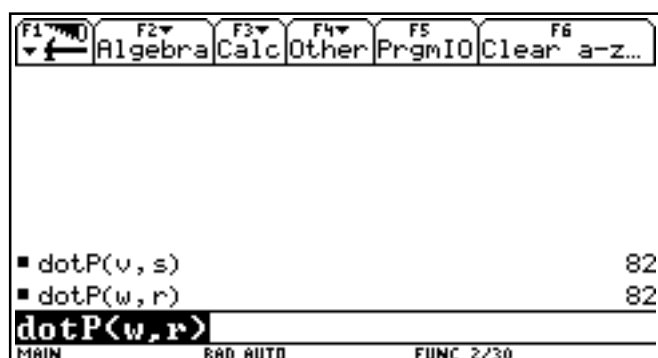 F1 F2 F3 F4 F5 F6
Algebra Calc Other PrgmIO Clear a-z…
dotP(v,s) 82
dotP(w,r) 82
dotP(w,r)
MAIN RAD AUTO FUNC 2/30